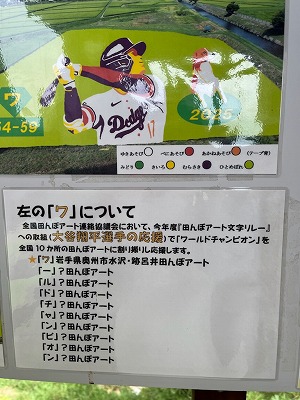 ワ
54-59
Dodg
17
2025
ゆきあそび べにあそび あかねあそび (テープ青)
みどり きいろ むらさき ひとめぼれ
左の「ワ」について
全国田んぼアート連絡協議会において、今年度『田んぼアート文字リレー』
への取組(大谷翔平選手の応援)で「ワールドチャンピオン」を
全国10か所の田んぼアートに割り振りし応援します。
★「ワ」岩手県奥州市水沢・跡呂井田んぼアート
「ー」?田んぼアート
「ル」?田んぼアート
「ド」?田んぼアート
「チ」?田んぼアート
「ャ」?田んぼアート
「ン」?田んぼアート
「ピ」?田んぼアート
「オ」?田んぼアート
「ン」?田んぼアート